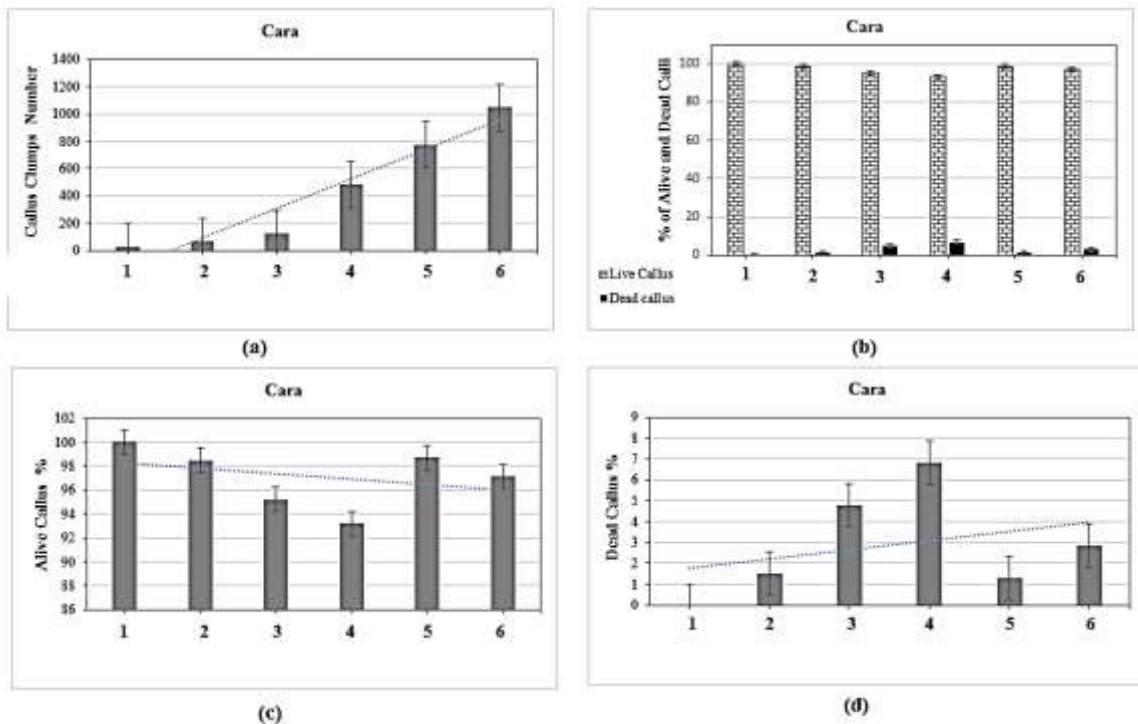 Cara
Callus Clumps Number
1400
1200
1000
800
600
400
200
0
1 2 3 4 5 6
(a)
Cara
% of Alive and Dead Calli
100
80
60
40
20
0
1 2 3 4 5 6
Live Callus
Dead callus
(b)
Cara
Alive Callus %
102
100
98
96
94
92
90
88
86
1 2 3 4 5 6
(c)
Cara
Dead Callus %
9
8
7
6
5
4
3
2
1
0
1 2 3 4 5 6
(d)